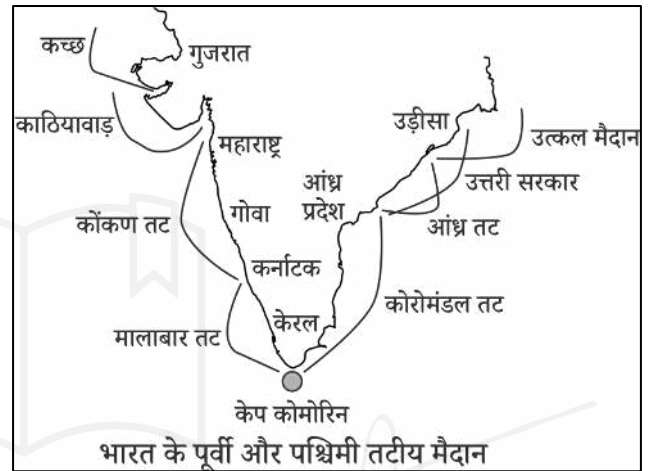 कच्छ
गुजरात
काठियावाड़
महाराष्ट्र
उड़ीसा
उत्कल मैदान
आंध्र
प्रदेश
उत्तरी सरकार
गोवा
आंध्र तट
कोंकण तट
कर्नाटक
कोरोमंडल तट
केरल
मालाबार तट
केप कोमोरिन
भारत के पूर्वी और पश्चिमी तटीय मैदान